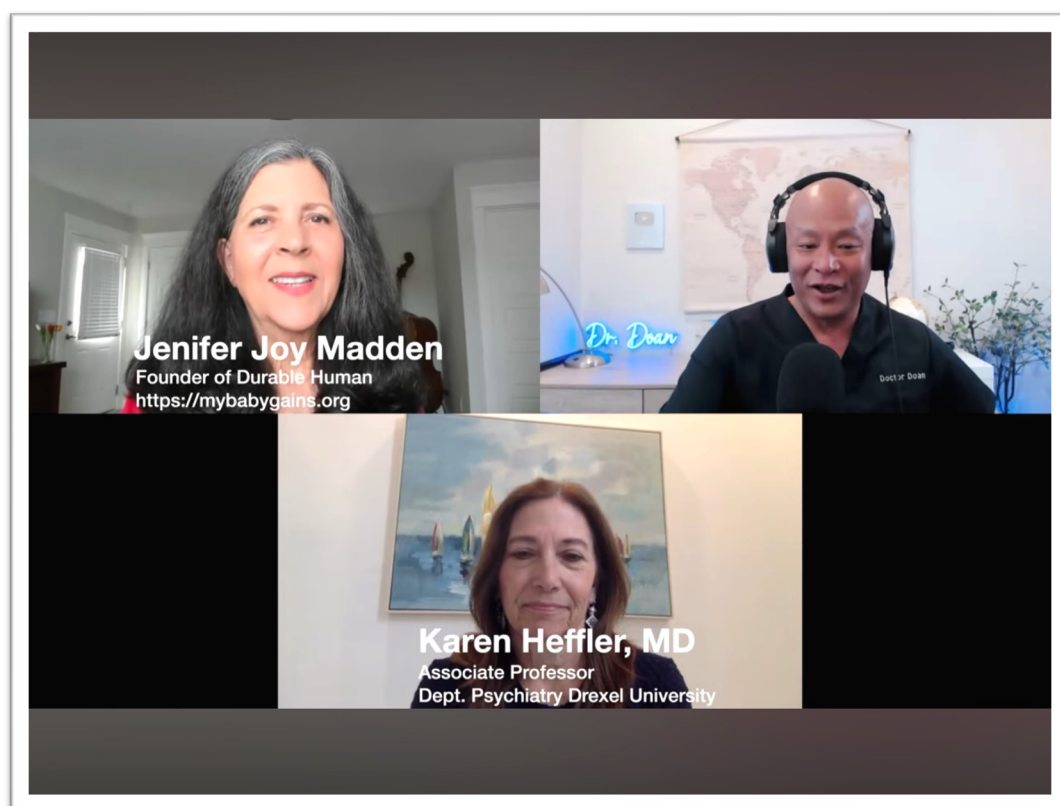 Jenifer Joy Madden
Founder of Durable Human
https://mybabygains.org
Dr. Doan
Doctor Doan
Karen Heffler, MD
Associate Professor
Dept. Psychiatry Drexel University